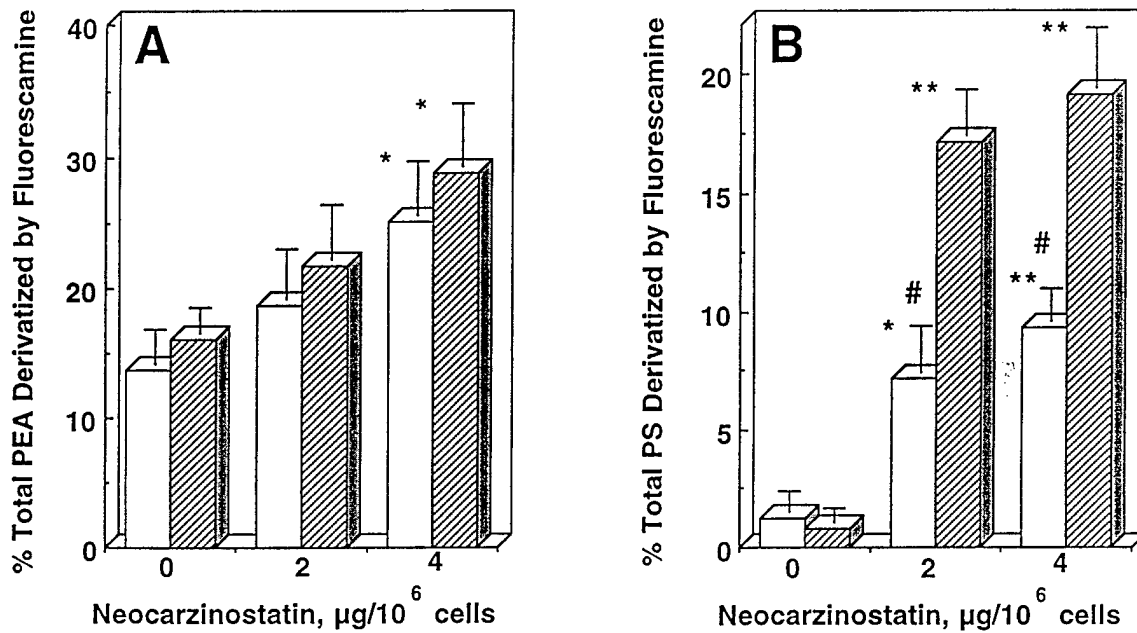 A
% Total PEA Derivatized by Fluorescamine
40
30
20
10
0
*
*
0 2 4
Neocarzinostatin, µg/10 6 cells
B
% Total PS Derivatized by Fluorescamine
20
15
10
5
0
**
**
#
#
**
*
0 2 4
Neocarzinostatin, µg/10 6 cells